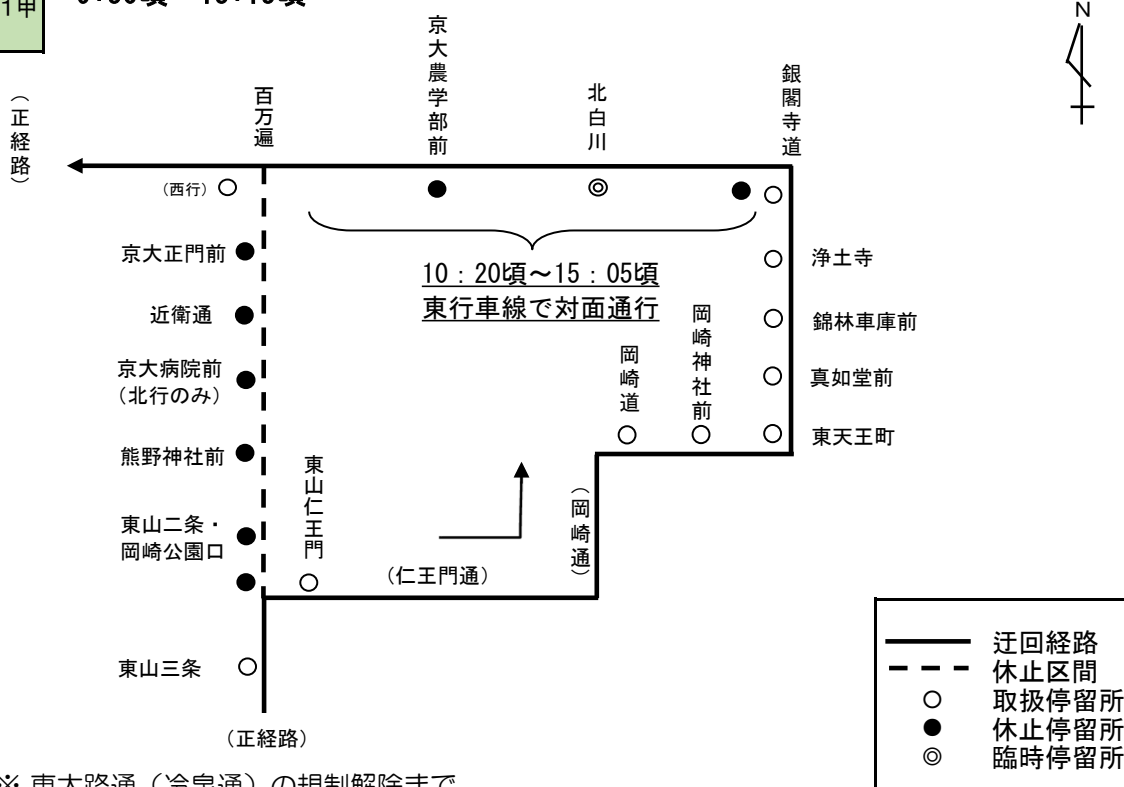 1甲
N
（正経路）
百万遍
京大農学部前
北白川
銀閣寺道
（西行）
京大正門前
近衛通
京大病院前
（北行のみ）
熊野神社前
東山二条・
岡崎公園口
東山三条
（正経路）
10：20頃～15：05頃
東行車線で対面通行
岡崎道
岡崎神社前
浄土寺
錦林車庫前
真如堂前
東天王町
東山仁王門
（仁王門通）
（岡崎通）
迂回経路
休止区間
取扱停留所
休止停留所
臨時停留所